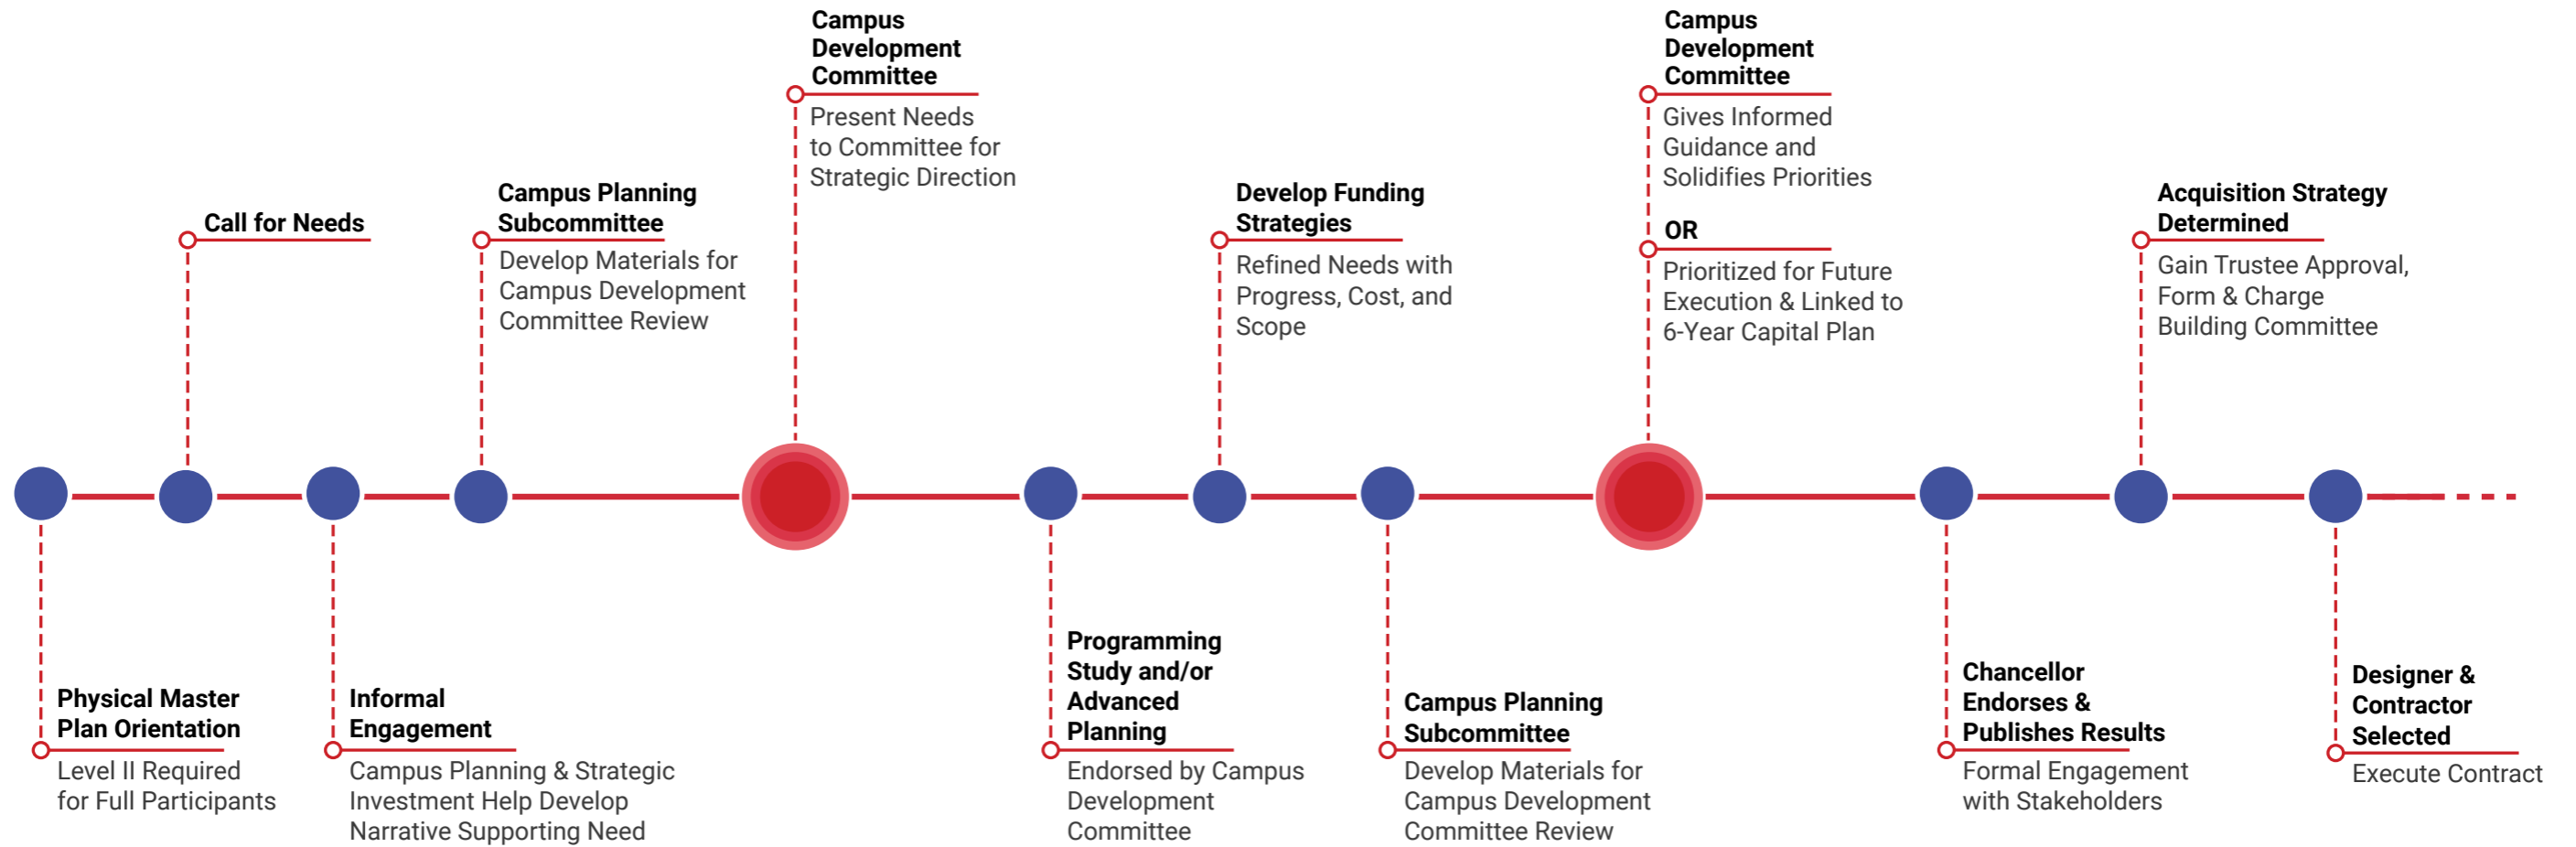 Physical Master
Plan Orientation
Level II Required
for Full Participants
Call for Needs
Informal
Engagement
Campus Planning & Strategic
Investment Help Develop
Narrative Supporting Need
Campus Planning
Subcommittee
Develop Materials for
Campus Development
Committee Review
Campus
Development
Committee
Present Needs
to Committee for
Strategic Direction
Programming
Study and/or
Advanced
Planning
Endorsed by Campus
Development
Committee
Develop Funding
Strategies
Refined Needs with
Progress, Cost, and
Scope
Campus Planning
Subcommittee
Develop Materials for
Campus Development
Committee Review
Campus
Development
Committee
Gives Informed
Guidance and
Solidifies Priorities
OR
Prioritized for Future
Execution & Linked to
6-Year Capital Plan
Chancellor
Endorses &
Publishes Results
Formal Engagement
with Stakeholders
Acquisition Strategy
Determined
Gain Trustee Approval,
Form & Charge
Building Committee
Designer &
Contractor
Selected
Execute Contract